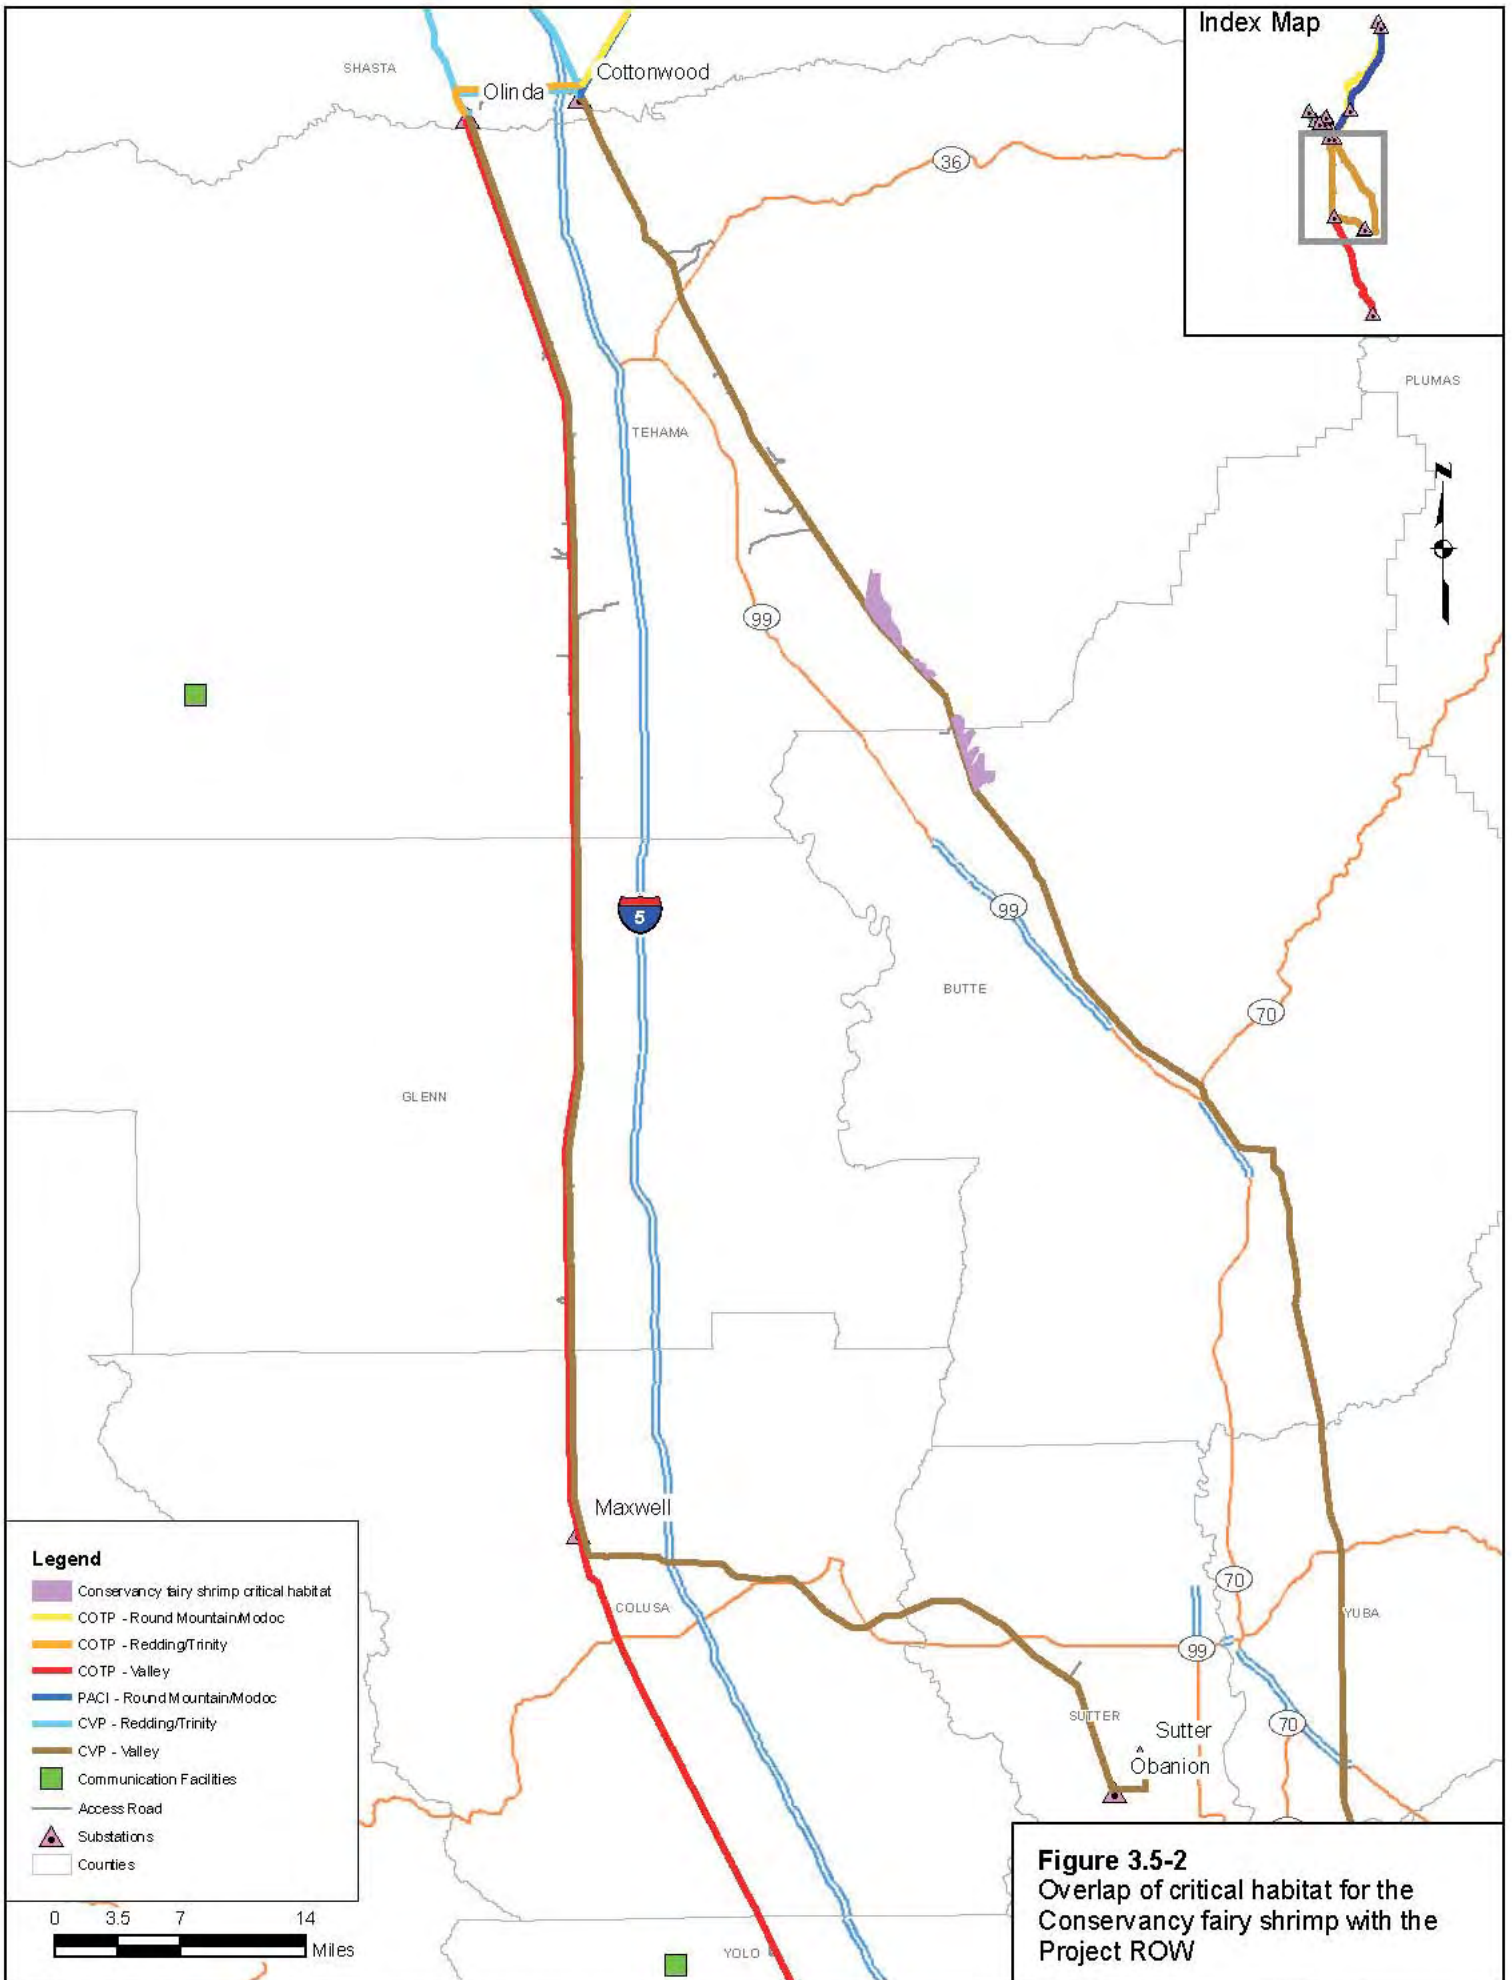 Index Map
SHASTA
Cottonwood
Olinda
36
PLUMAS
N
TEHAMA
99
5
99
BUTTE
70
GLENN
Maxwell
Legend
Conservancy fairy shrimp critical habitat
COTP - Round Mountain/Modoc
COTP - Redding/Trinity
COTP - Valley
PACI - Round Mountain/Modoc
CVP - Redding/Trinity
CVP - Valley
Communication Facilities
Access Road
Substations
Counties
0 3.5 7 14
Miles
COLUSA
70
YUBA
99
SUTTER
Sutter
70
Obanion
YOLO
Figure 3.5-2
Overlap of critical habitat for the
Conservancy fairy shrimp with the
Project ROW